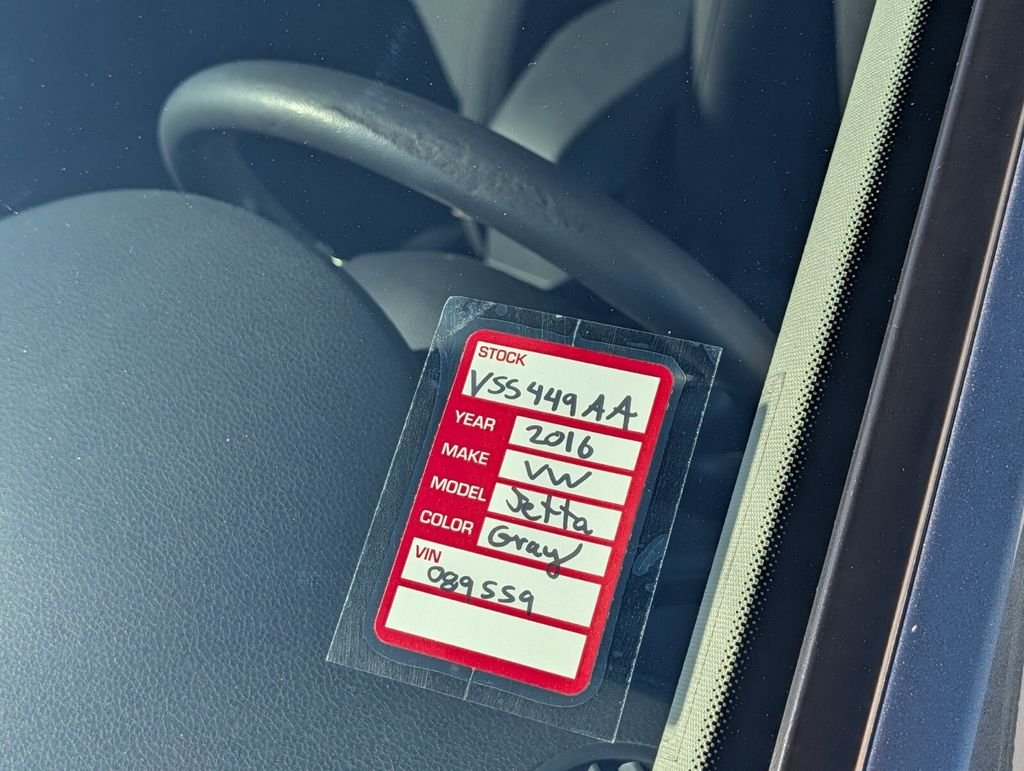 STOCK
VSS449AA
YEAR 2016
MAKE VW
MODEL Jetta
COLOR Gray
VIN
089559